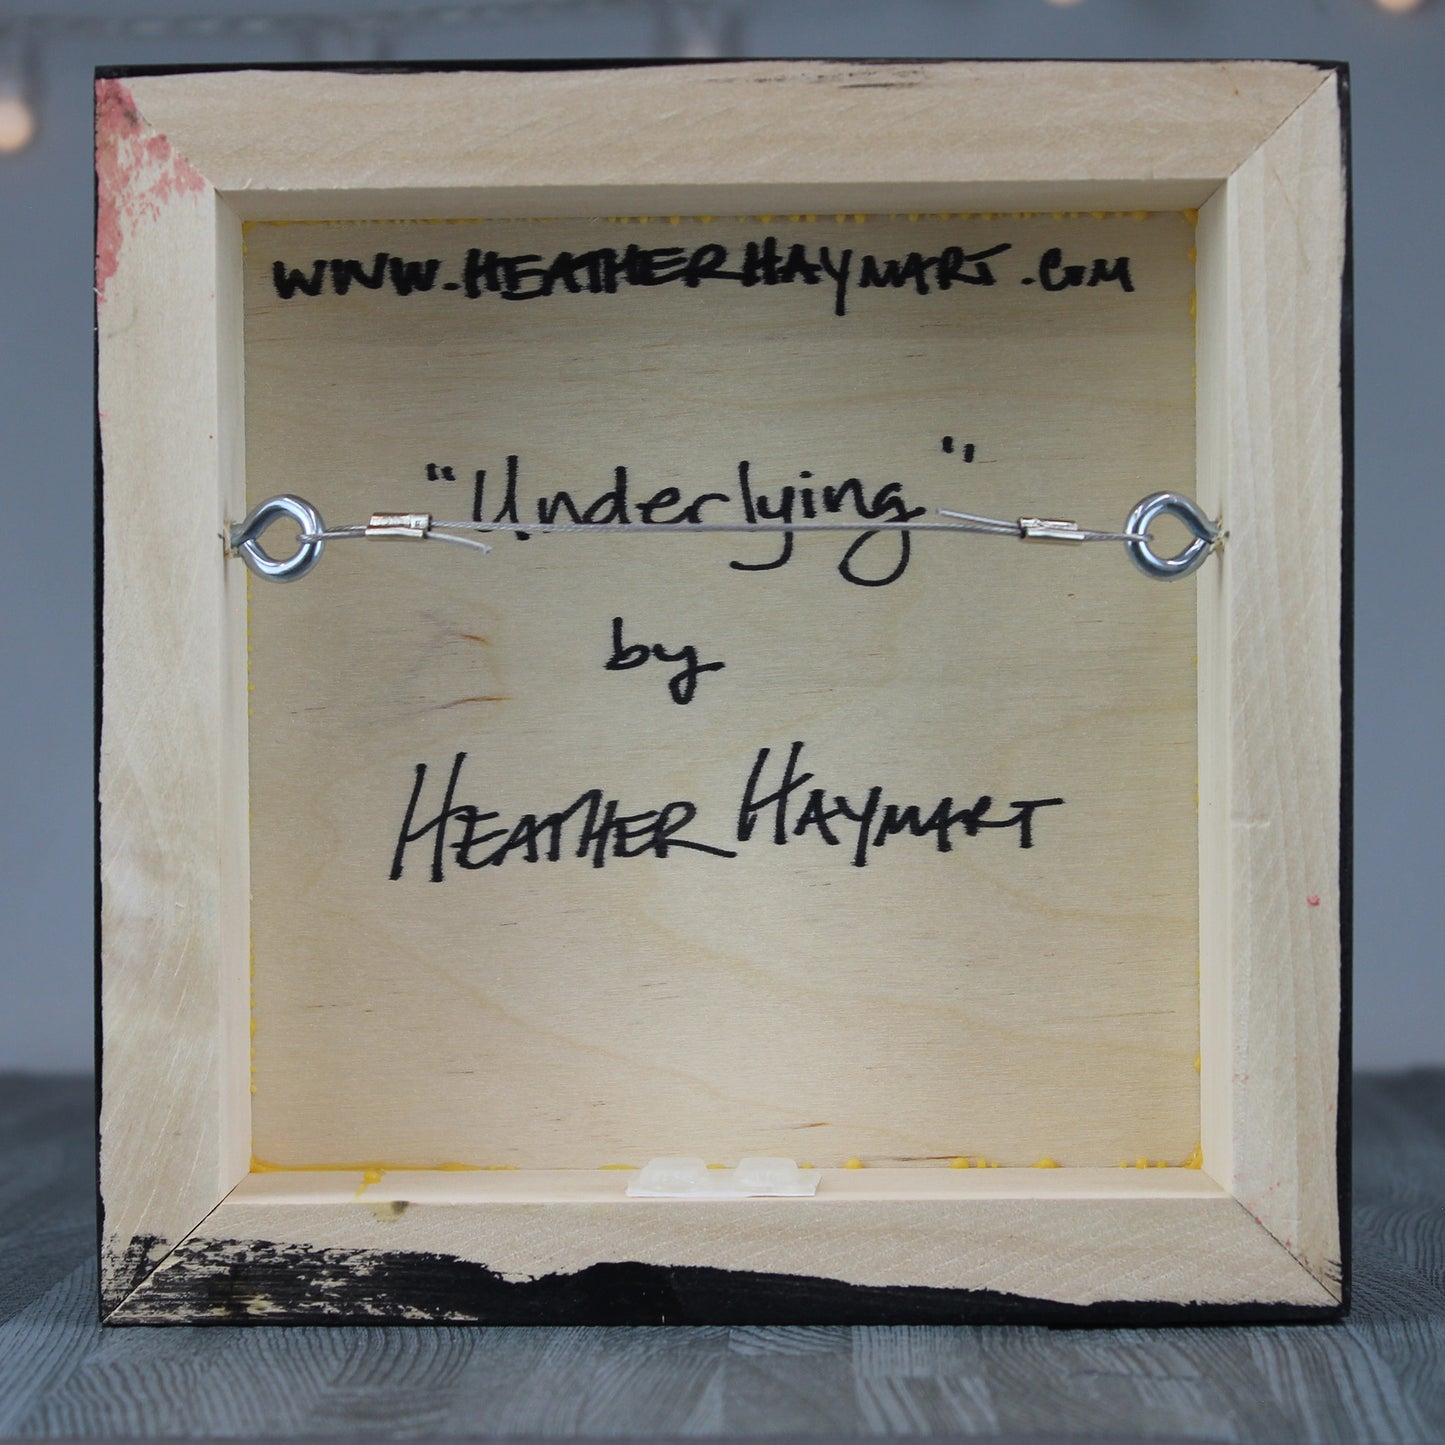 WWW.HEATHERHAYMART.COM
"Underlying"
by
HEATHER HAYMART